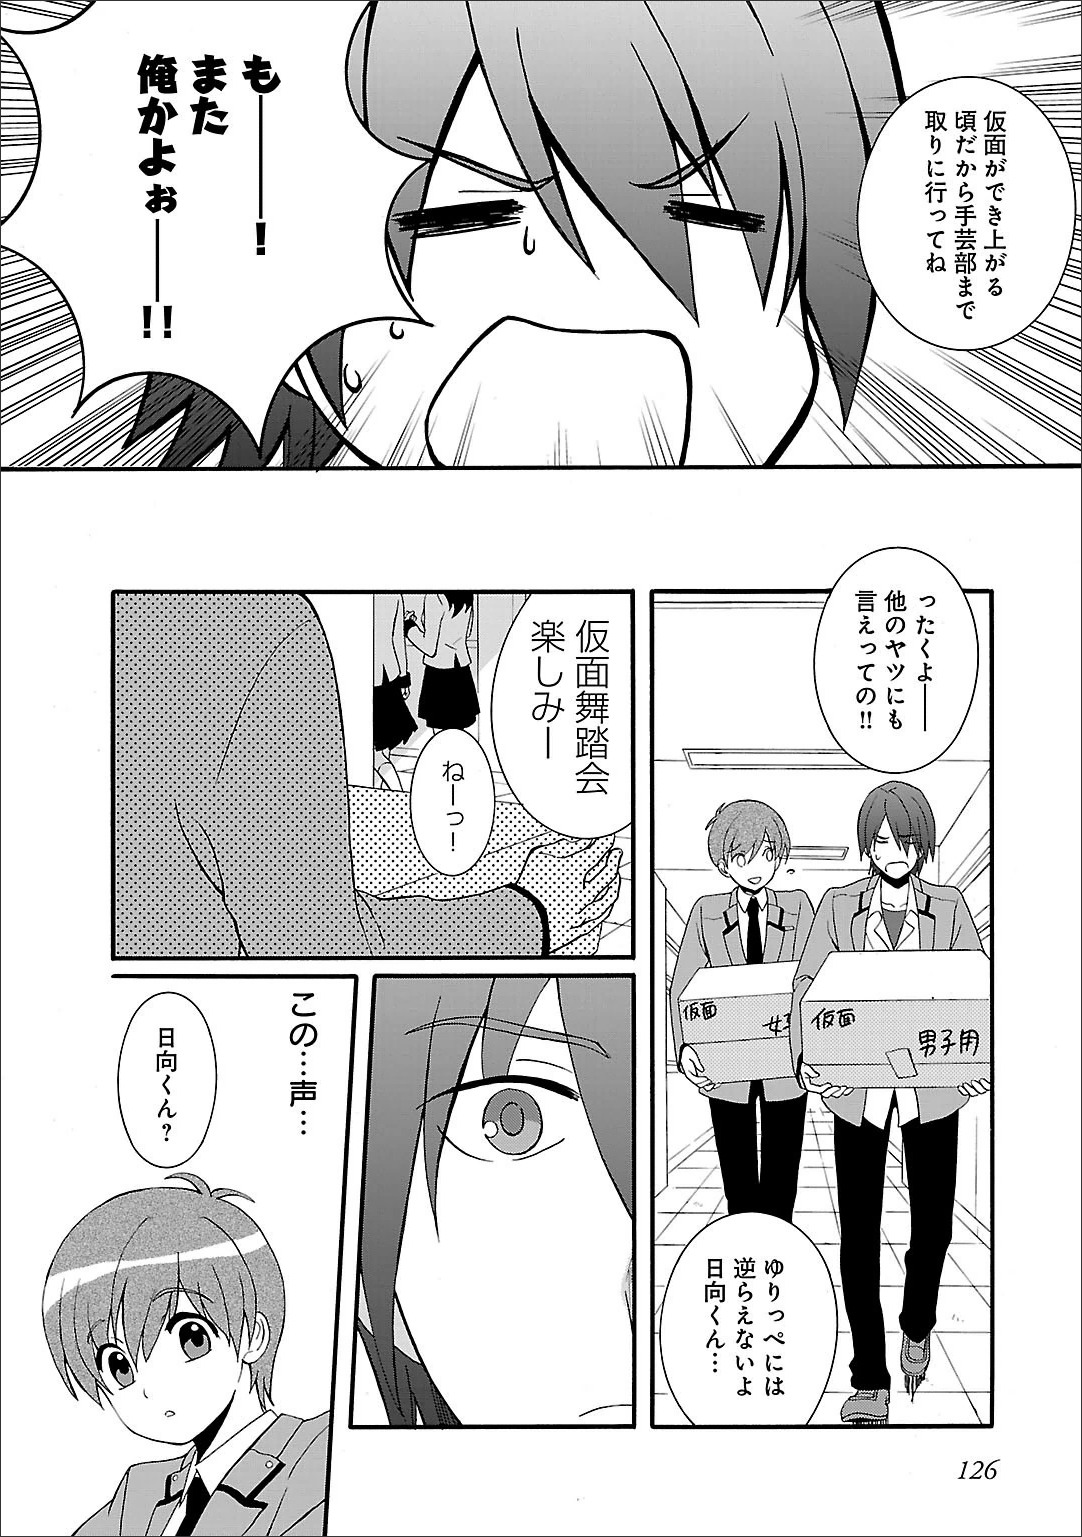 仮面ができ上がる
頃だから手芸部まで
取りに行ってね
も――！
また
俺かよぉ――!!
ったくよ――
他のヤツにも
言えっての!!
仮面
女子
仮面
男子用
ゆりっぺには
逆らえないよ
日向くん…
仮面舞踏会
楽しみー
ねーっ！
この…声…
日向くん？
126